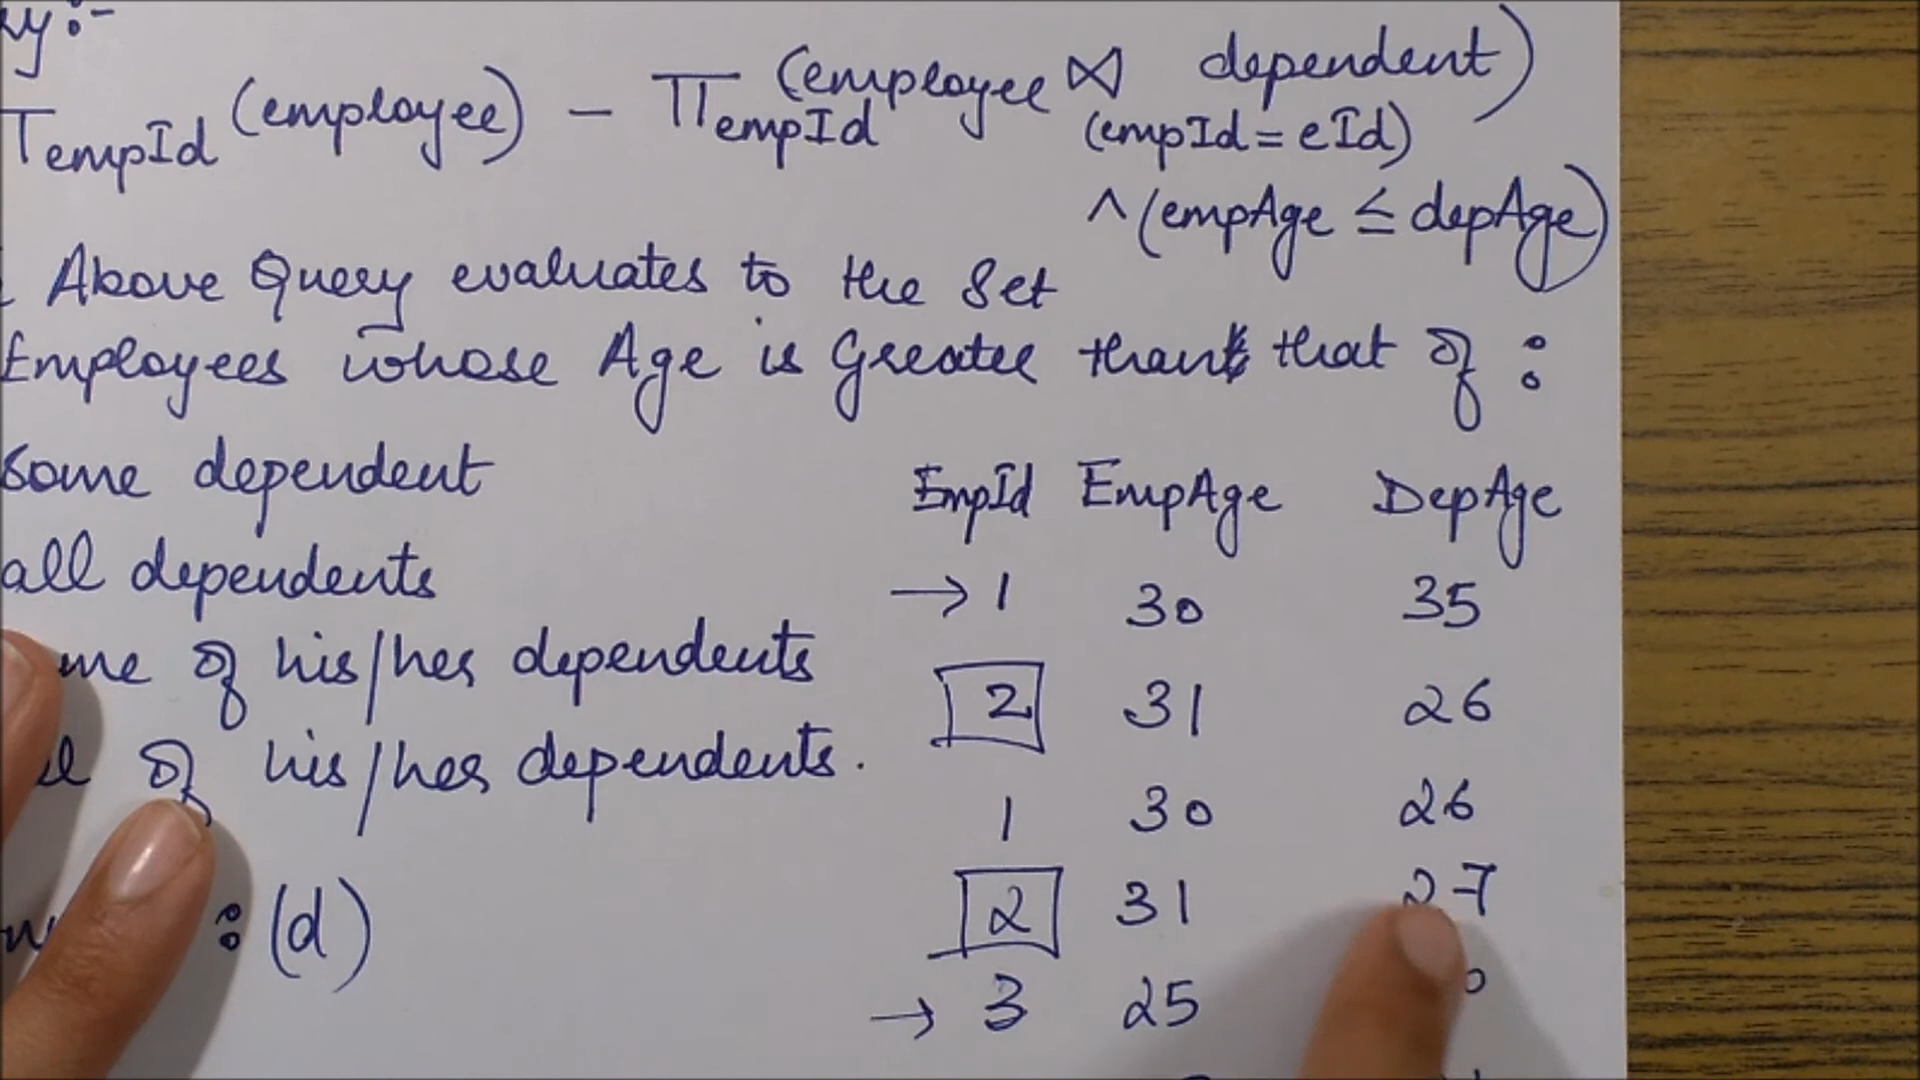 π_empId (employee) - π_empId (employee ⋈ dependent)
(empId = eId)
∧ (empAge ≤ depAge)
Above Query evaluates to the Set
Employees whose Age is Greater than that of :
Some dependent
all dependents
of his/her dependents
of his/her dependents.
: (d)
EmpId EmpAge DepAge
→ 1 30 35
2 31 26
1 30 26
2 31 27
→ 3 25